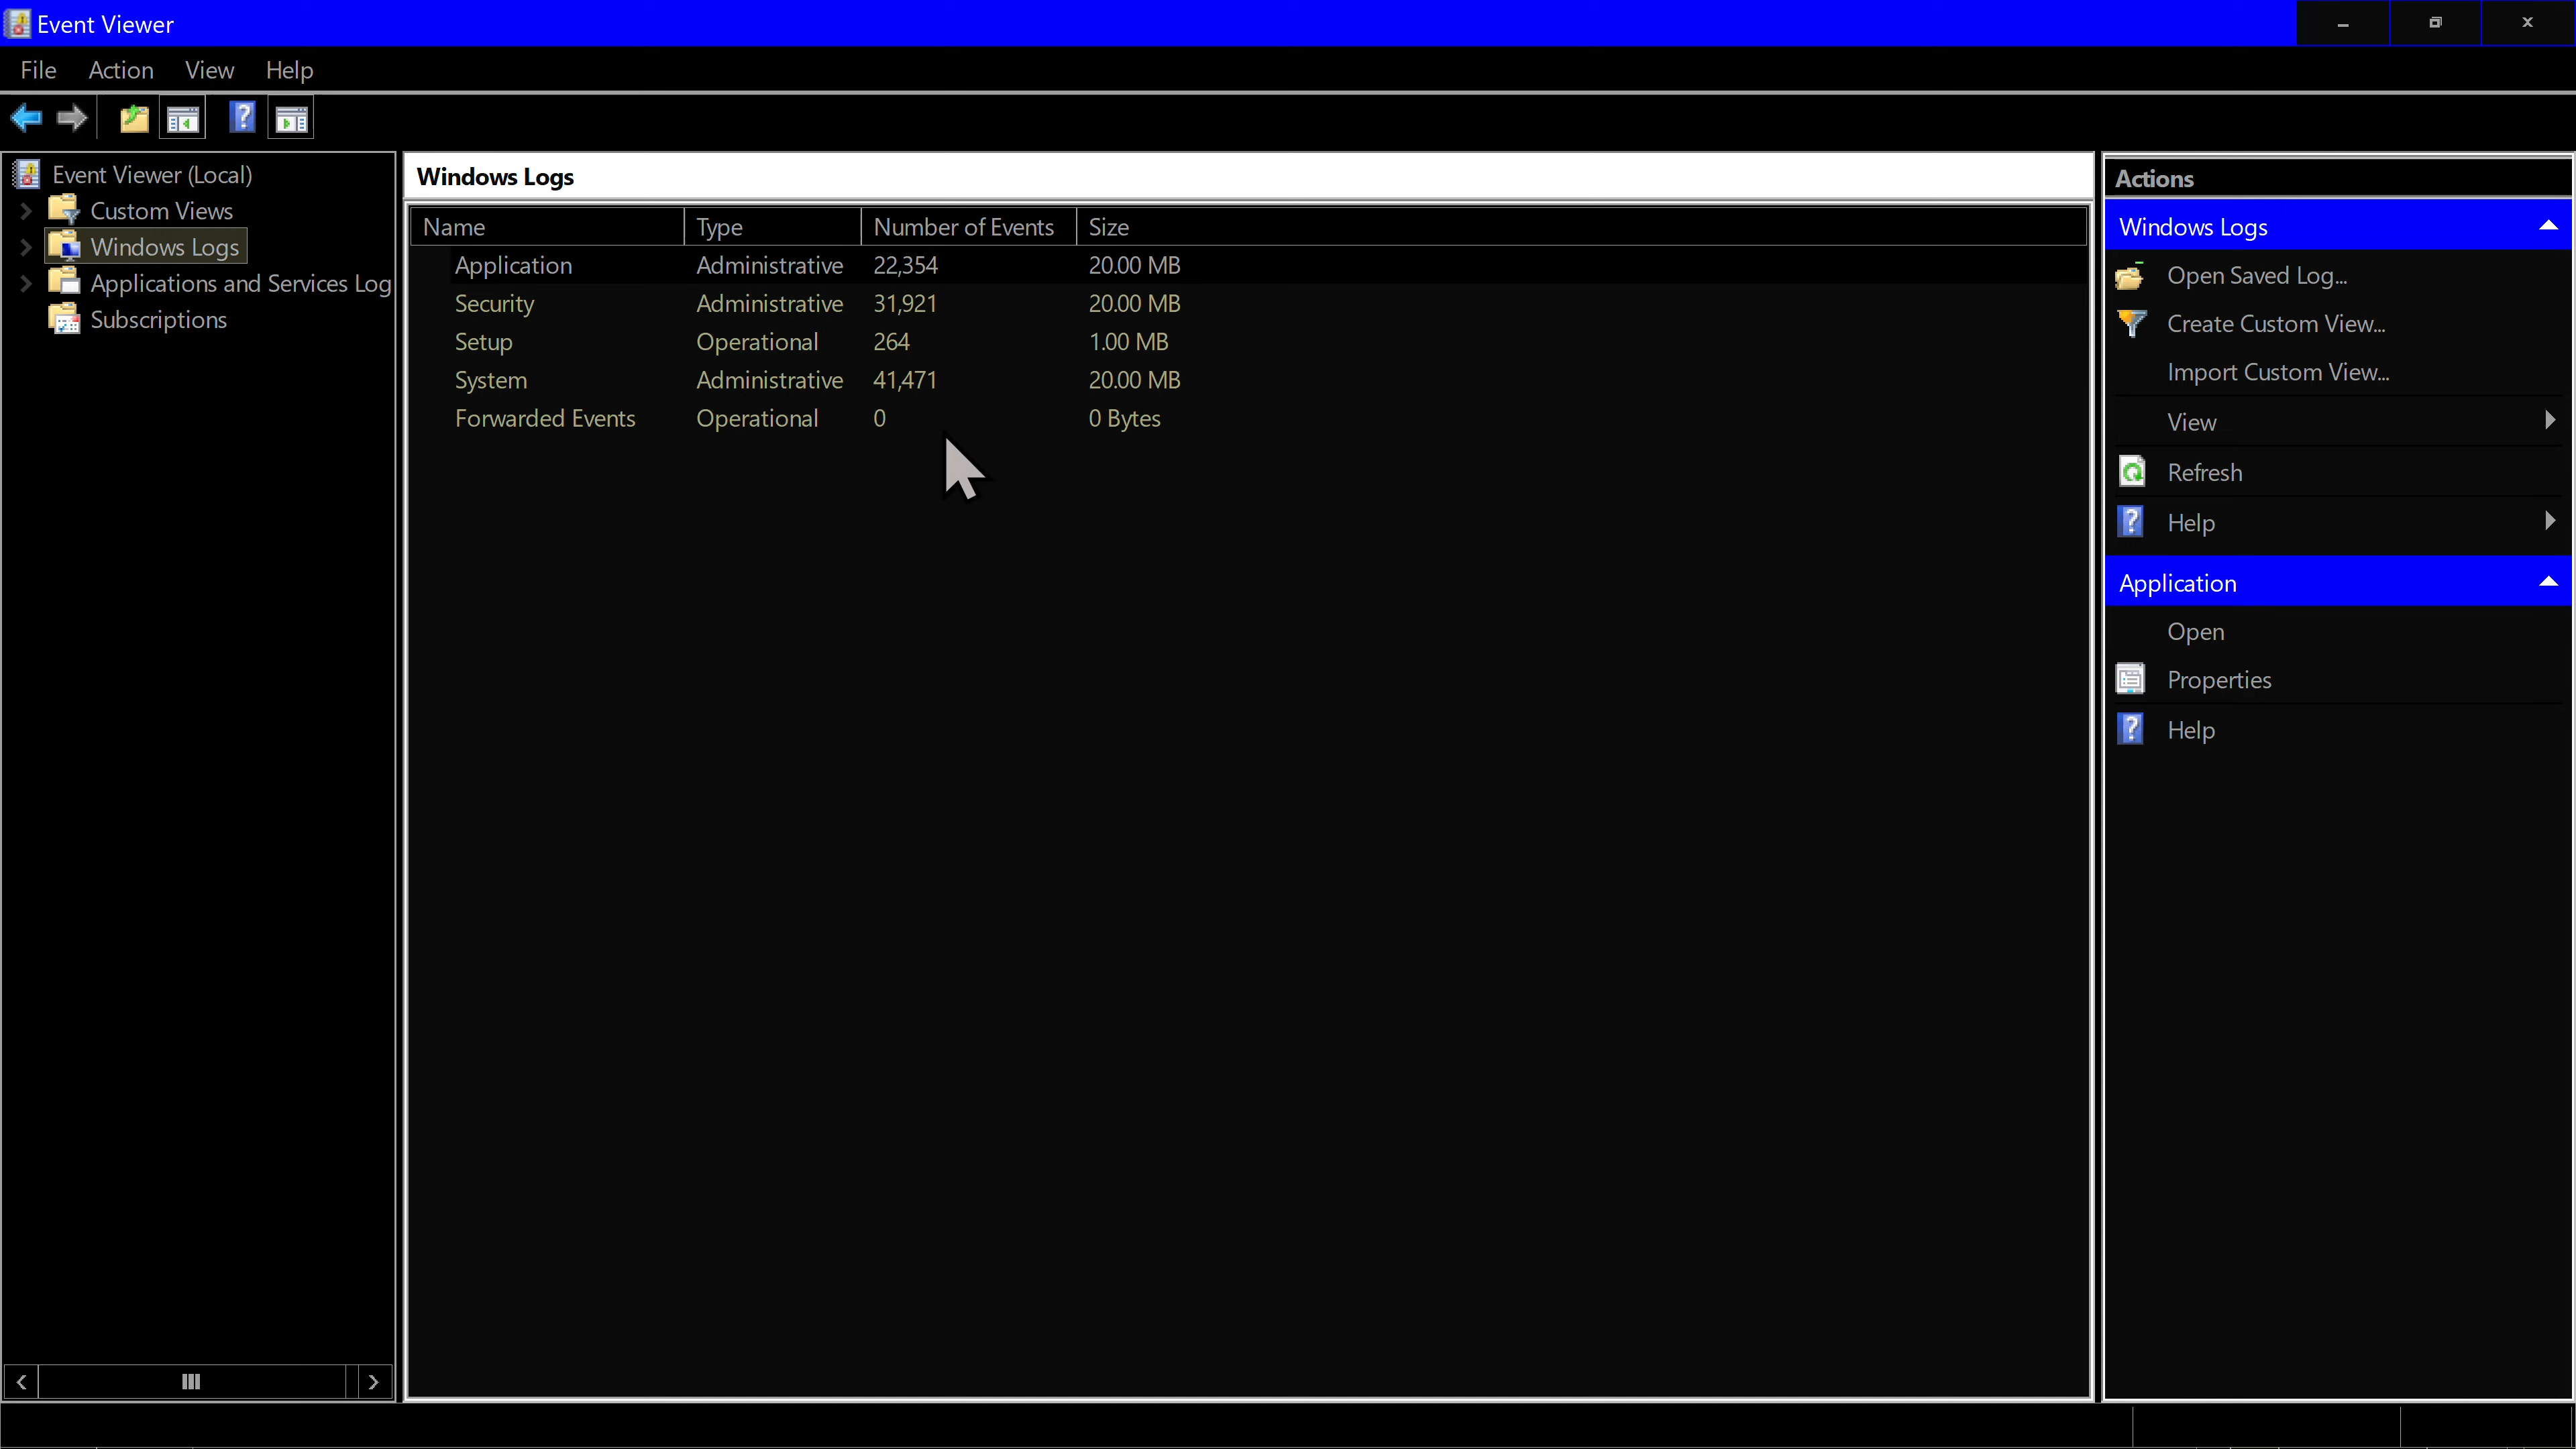 Event Viewer
File Action View Help
Event Viewer (Local)
Custom Views
Windows Logs
Applications and Services Log
Subscriptions
Windows Logs
Name Type Number of Events Size
Application Administrative 22,354 20.00 MB
Security Administrative 31,921 20.00 MB
Setup Operational 264 1.00 MB
System Administrative 41,471 20.00 MB
Forwarded Events Operational 0 0 Bytes
Actions
Windows Logs
Open Saved Log...
Create Custom View...
Import Custom View...
View
Refresh
Help
Application
Open
Properties
Help